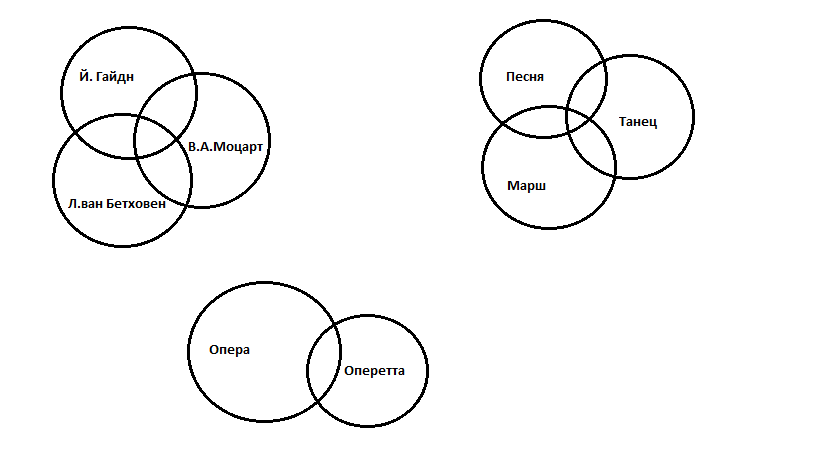 Й. Гайдн
В.А.Моцарт
Л.ван Бетховен
Песня
Танец
Марш
Опера
Оперетта